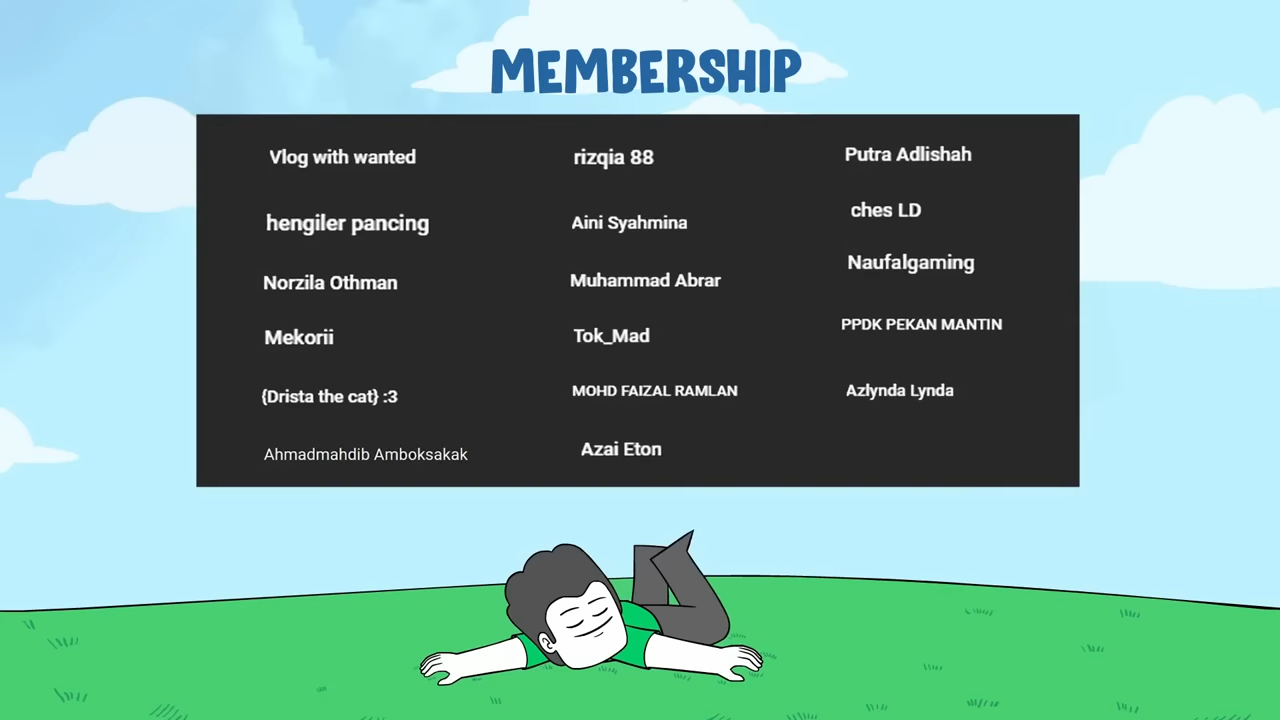 MEMBERSHIP
Vlog with wanted
hengiler pancing
Norzila Othman
Mekorii
{Drista the cat} :3
Ahmadmahdib Amboksakak
rizqia 88
Aini Syahmina
Muhammad Abrar
Tok_Mad
MOHD FAIZAL RAMLAN
Azai Eton
Putra Adlishah
ches LD
Naufalgaming
PPDK PEKAN MANTIN
Azlynda Lynda